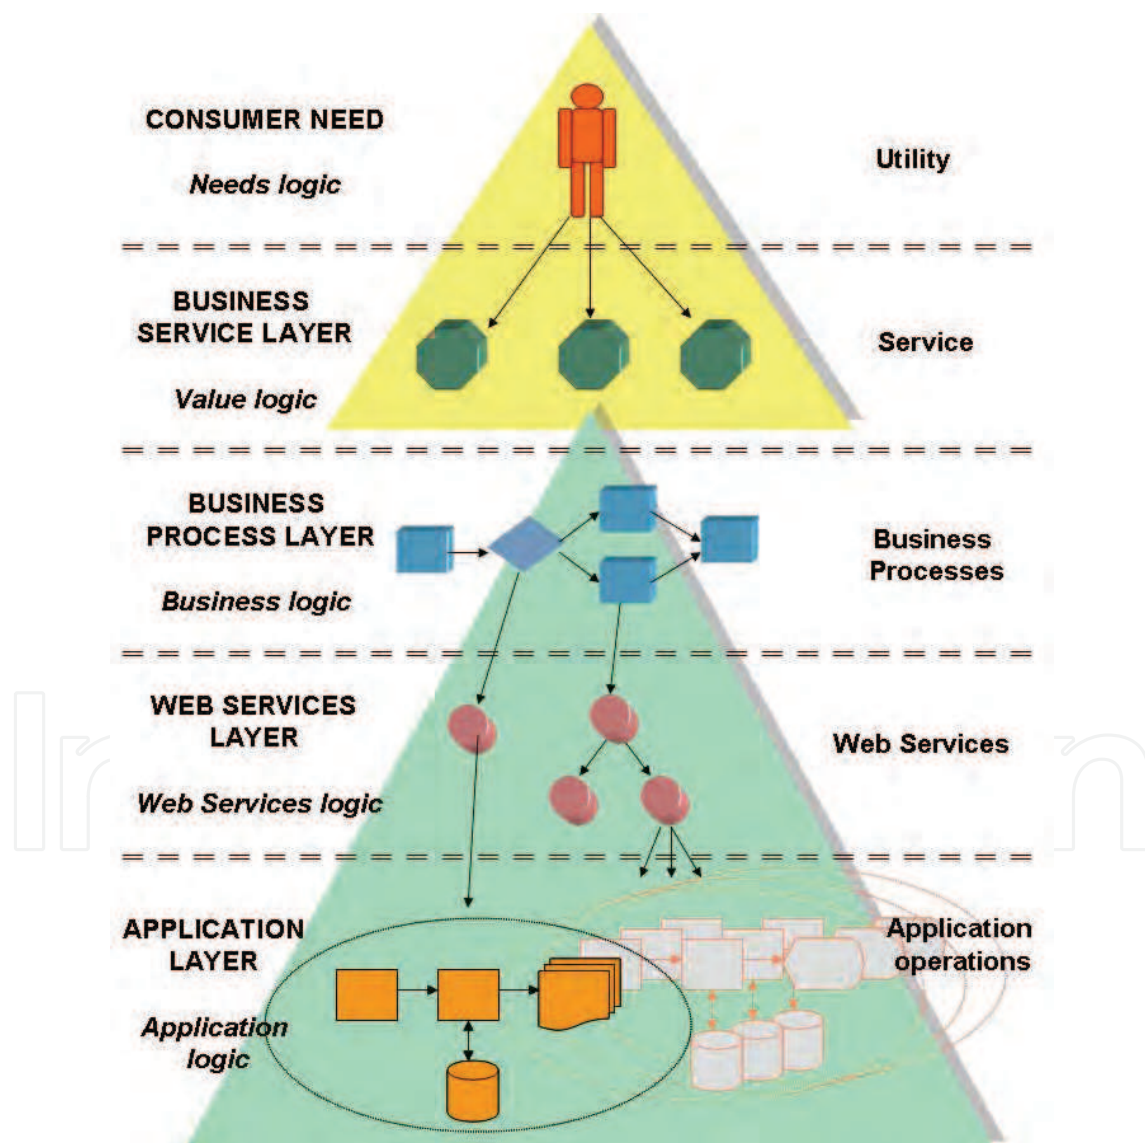 CONSUMER NEED
Needs logic
Utility
BUSINESS
SERVICE LAYER
Value logic
Service
BUSINESS
PROCESS LAYER
Business logic
Business
Processes
WEB SERVICES
LAYER
Web Services logic
Web Services
APPLICATION
LAYER
Application
logic
Application
operations